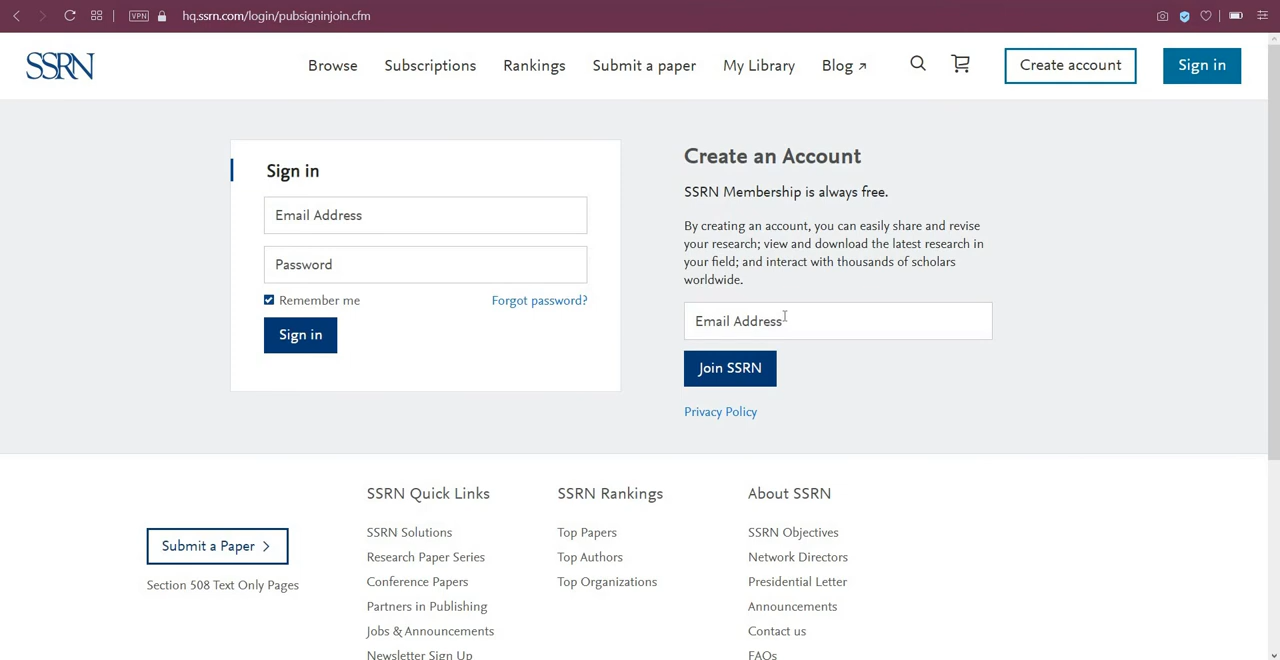 VPN hq.ssrn.com/login/pubsigninjoin.cfm
SSRN Browse Subscriptions Rankings Submit a paper My Library Blog Create account Sign in
Sign in
Email Address
Password
Remember me Forgot password?
Sign in
Create an Account
SSRN Membership is always free.
By creating an account, you can easily share and revise
your research; view and download the latest research in
your field; and interact with thousands of scholars
worldwide.
Email Address
Join SSRN
Privacy Policy
Submit a Paper
Section 508 Text Only Pages
SSRN Quick Links
SSRN Solutions
Research Paper Series
Conference Papers
Partners in Publishing
Jobs & Announcements
Newsletter Sign Up
SSRN Rankings
Top Papers
Top Authors
Top Organizations
About SSRN
SSRN Objectives
Network Directors
Presidential Letter
Announcements
Contact us
FAQs